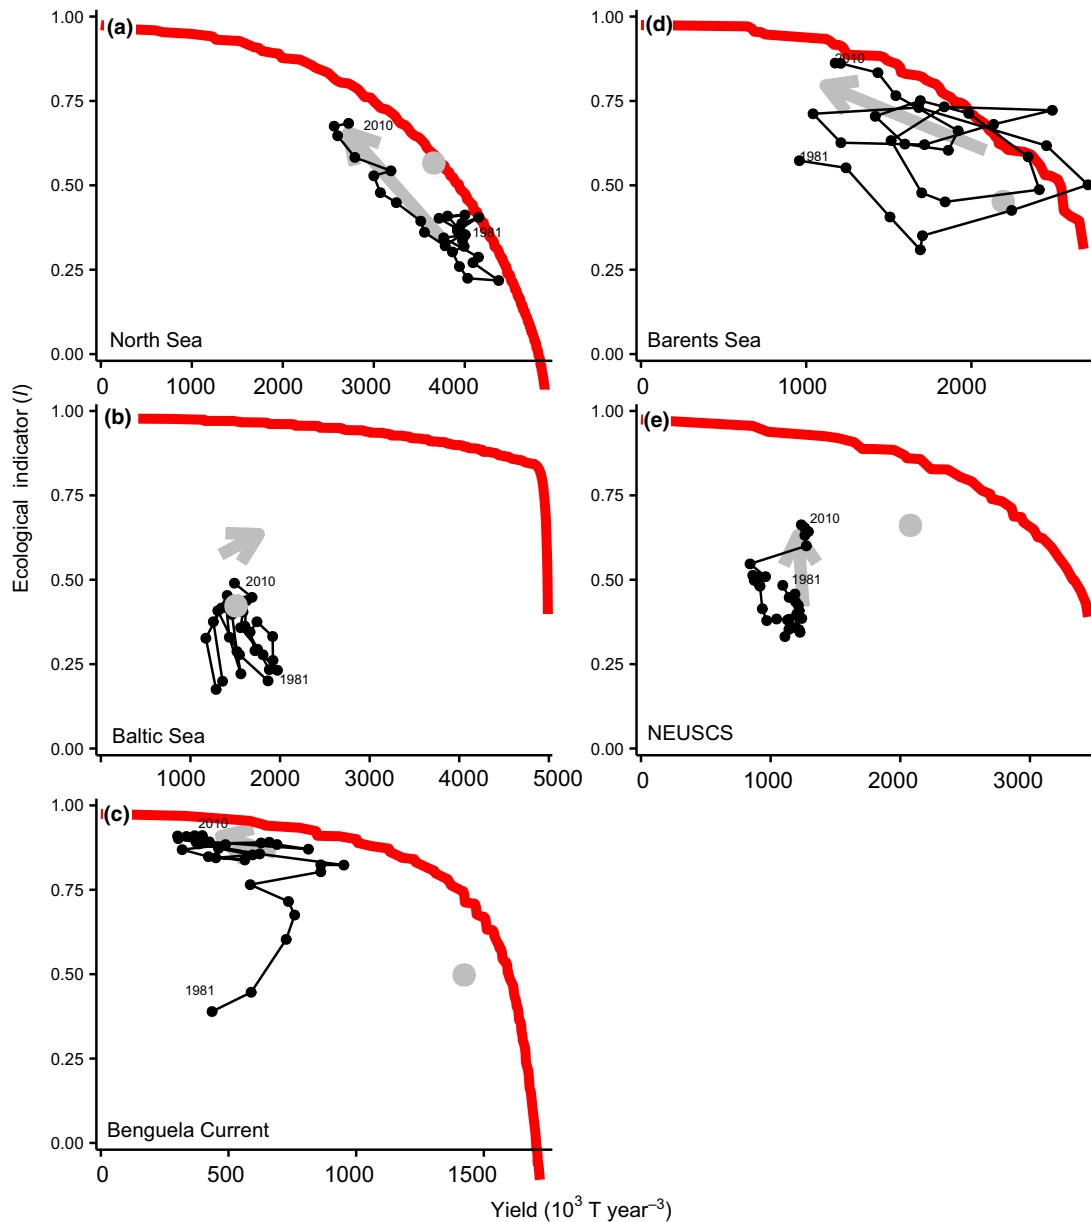 (a)
1.00
0.75
0.50
0.25
0.00
2010
1981
North Sea
0 1000 2000 3000 4000
(d)
1.00
0.75
0.50
0.25
0.00
2010
1981
Barents Sea
0 1000 2000
Ecological indicator (I)
(b)
1.00
0.75
0.50
0.25
0.00
2010
1981
Baltic Sea
1000 2000 3000 4000 5000
(e)
1.00
0.75
0.50
0.25
0.00
2010
1981
NEUSCS
0 1000 2000 3000
(c)
1.00
0.75
0.50
0.25
0.00
2010
1981
Benguela Current
0 500 1000 1500
Yield (10³ T year⁻³)